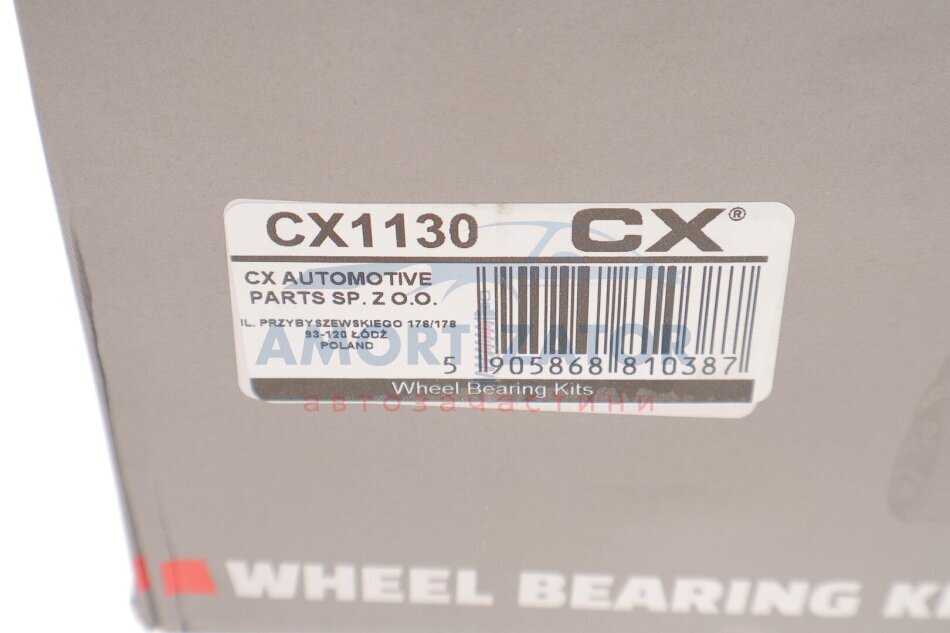 CX1130 CX®
CX AUTOMOTIVE
PARTS SP. Z O.O.
IL. PRZYBYSZEWSKIEGO 176/178
93-120 ŁÓDŹ
POLAND
AMORTIZATOR
5 905868 810387
Wheel Bearing Kits
автозачастини
WHEEL BEARING KI